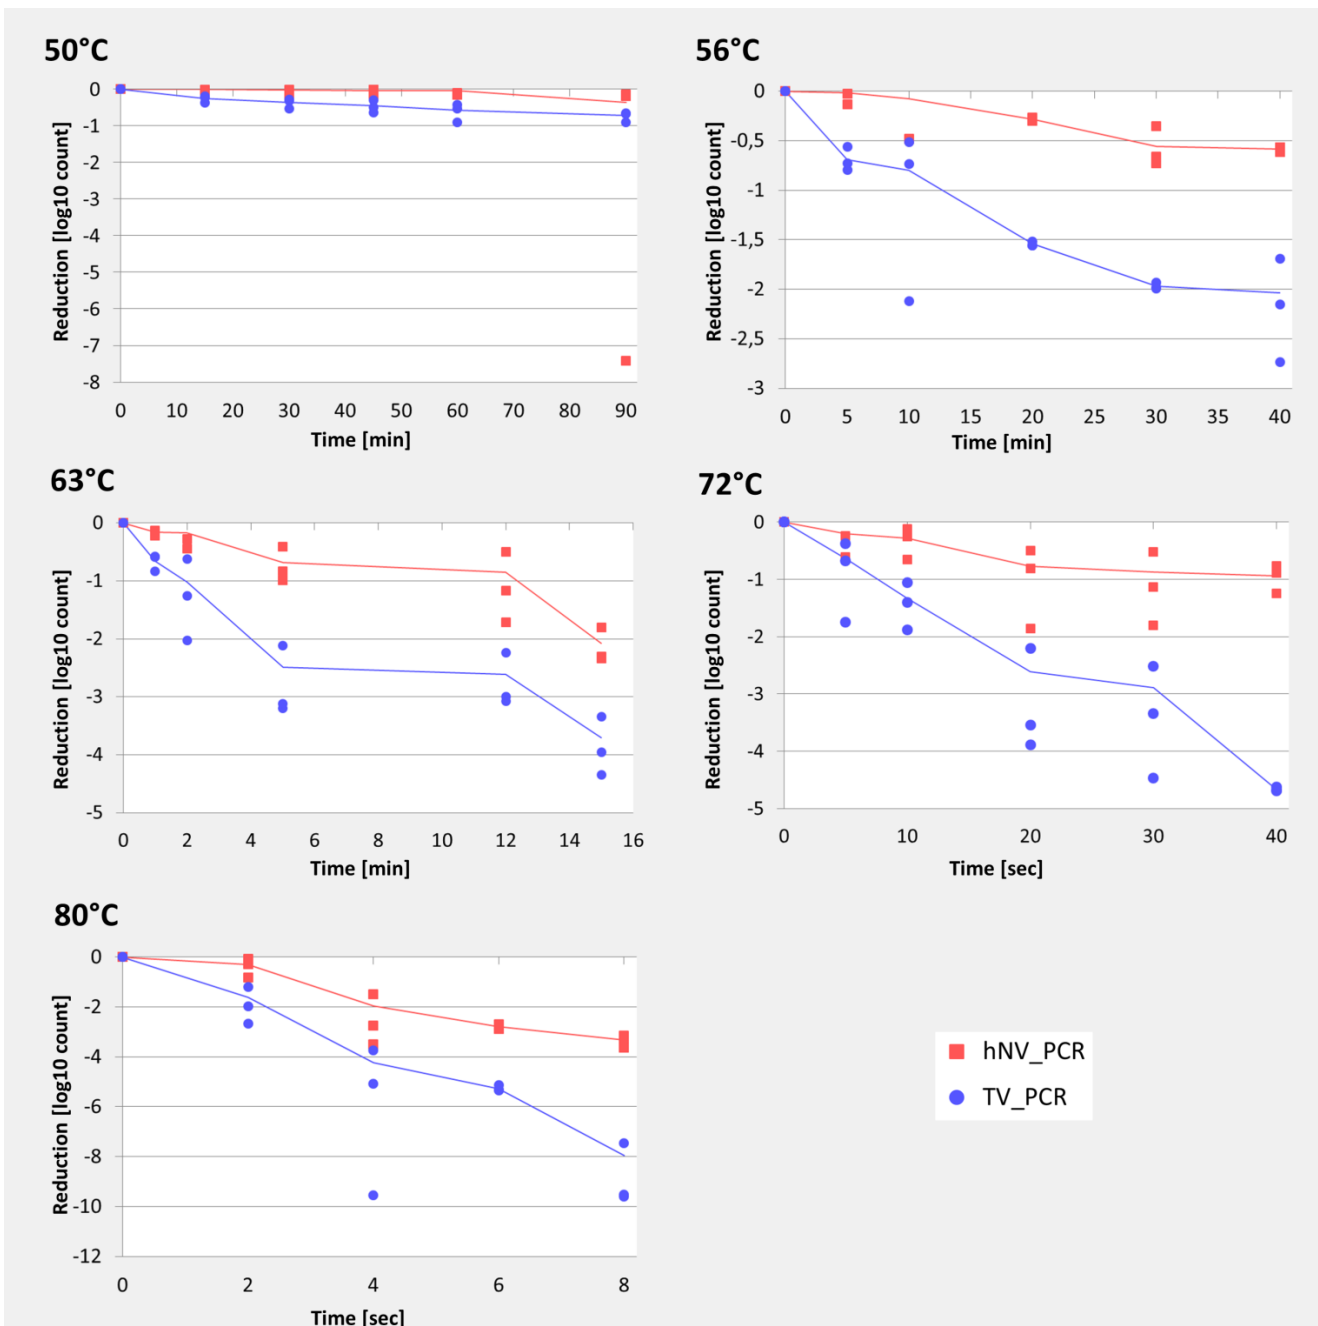 50°C
56°C
Reduction [log10 count]
0
-1
-2
-3
-4
-5
-6
-7
-8
0 10 20 30 40 50 60 70 80 90
Time [min]
Reduction [log10 count]
0
-0,5
-1
-1,5
-2
-2,5
-3
0 5 10 15 20 25 30 35 40
Time [min]
63°C
72°C
Reduction [log10 count]
0
-1
-2
-3
-4
-5
0 2 4 6 8 10 12 14 16
Time [min]
Reduction [log10 count]
0
-1
-2
-3
-4
-5
0 10 20 30 40
Time [sec]
80°C
Reduction [log10 count]
0
-2
-4
-6
-8
-10
-12
0 2 4 6 8
Time [sec]
hNV_PCR
TV_PCR